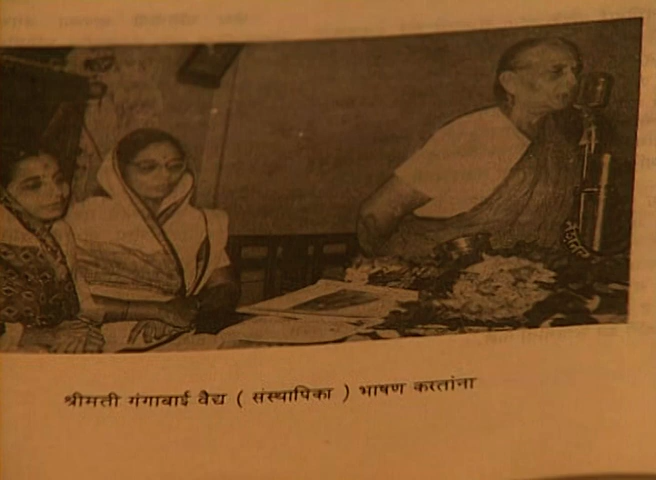 श्रीमती गंगाबाई वैद्य ( संस्थापिका ) भाषण करतांना